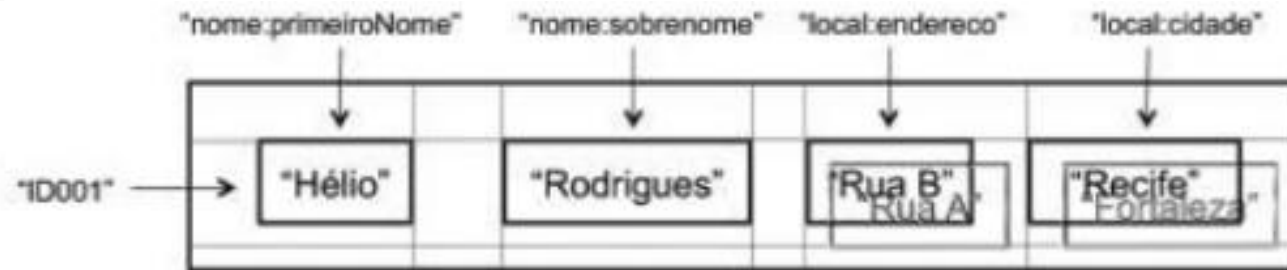 "nome:primeiroNome" "nome:sobrenome" "local:endereco" "local:cidade"
"ID001" "Hélio" "Rodrigues" "Rua B" "Recife"
"Rua A" "Fortaleza"